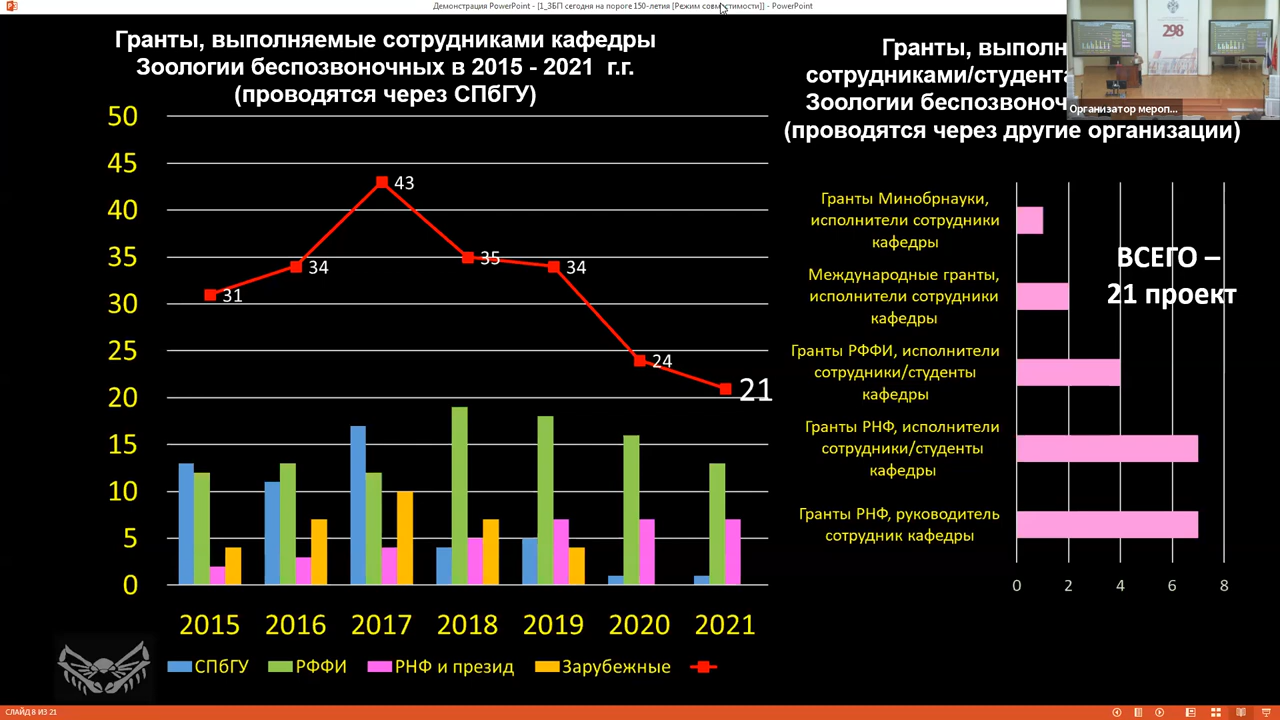 Демонстрация PowerPoint - [1_ЗБП сегодня на пороге 150-летия [Режим совместимости]] - PowerPoint
Гранты, выполняемые сотрудниками кафедры
Зоологии беспозвоночных в 2015 - 2021 г.г.
(проводятся через СПбГУ)
50
45
40
35
30
25
20
15
10
5
0
31
34
43
35
34
24
21
2015
2016
2017
2018
2019
2020
2021
СПбГУ
РФФИ
РНФ и презид
Зарубежные
Гранты, выполн
сотрудниками/студента
Зоологии беспозвоноч
(проводятся через другие организации)
298
Организатор мероп...
Гранты Минобрнауки,
исполнители сотрудники
кафедры
Международные гранты,
исполнители сотрудники
кафедры
Гранты РФФИ, исполнители
сотрудники/студенты
кафедры
Гранты РНФ, исполнители
сотрудники/студенты
кафедры
Гранты РНФ, руководитель
сотрудник кафедры
ВСЕГО –
21 проект
0
2
4
6
8
СЛАЙД 8 ИЗ 21